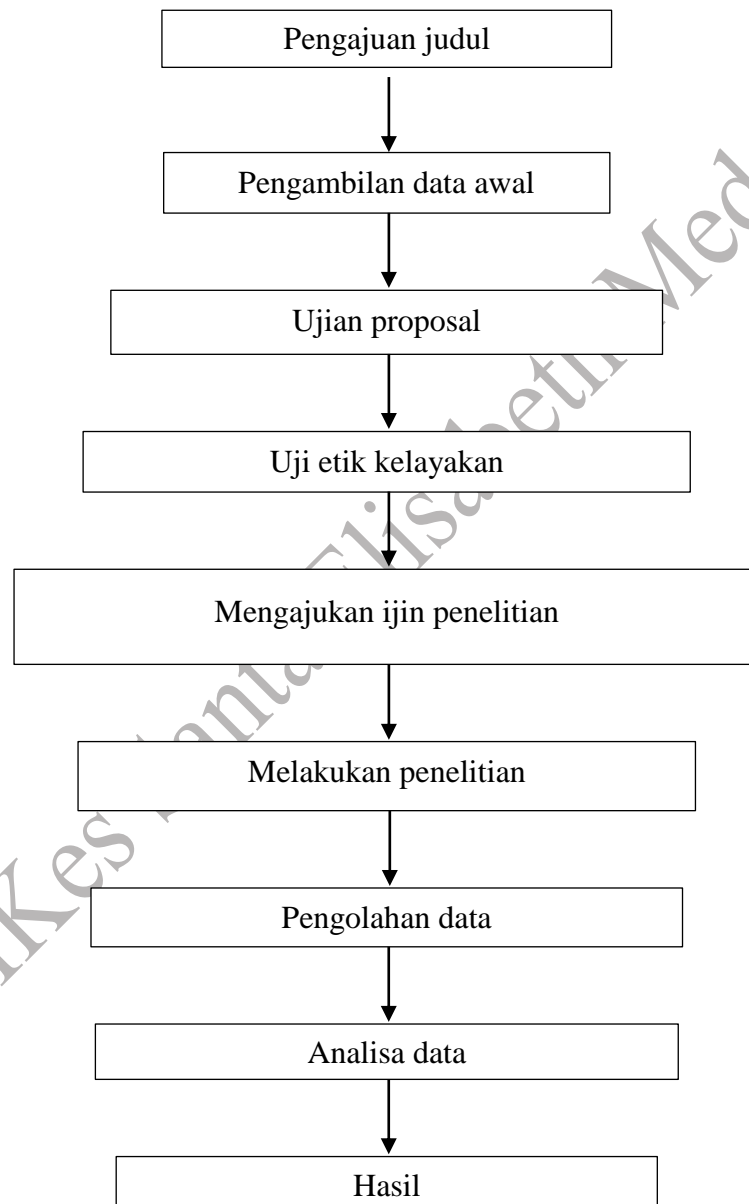 Pengajuan judul
Pengambilan data awal
Ujian proposal
Uji etik kelayakan
Mengajukan ijin penelitian
Melakukan penelitian
Pengolahan data
Analisa data
Hasil